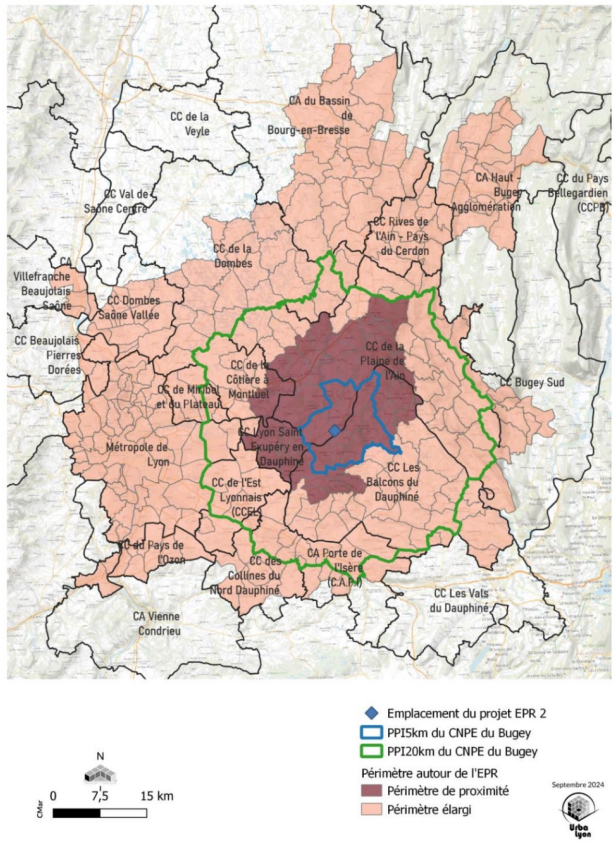 CA du Bassin
de
Bourg-en-Bresse
CC de la
Veyle
CA Haut -
Bugey
Agglomération
CC du Pays
Bellegardien
(CCPB)
CC Val de
Saône Centre
CC Rives de
l'Ain - Pays
du Cerdon
CC de la
Dombes
CA
Villefranche
Beaujolais
Saône
CC Dombes
Saône Vallée
CC Beaujolais
Pierres
Dorées
CC de la
Côtière à
Montluel
CC de la
Plaine de
l'Ain
CC Bugey Sud
CC de Miribel
et du Plateau
CC Lyon Saint
Exupéry en
Dauphiné
Métropole de
Lyon
CC Les
Balcons du
Dauphiné
CC de l'Est
Lyonnais
(CCEL)
CC du Pays de
l'Ozon
CC des
Collines du
Nord Dauphiné
CA Porte de
l'Isère
(C.A.P.I)
CC Les Vals
du Dauphiné
CA Vienne
Condrieu
Emplacement du projet EPR 2
PPI5km du CNPE du Bugey
PPI20km du CNPE du Bugey
Périmètre autour de l'EPR
Périmètre de proximité
Périmètre élargi
N
CMar
0 7,5 15 km
Septembre 2024
Urba
Lyon